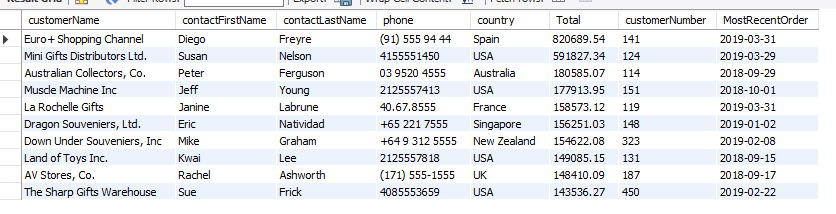 Result Grid Filter Rows: Export: Wrap Cell Content: Fetch rows:
customerName contactFirstName contactLastName phone country Total customerNumber MostRecentOrder
Euro+ Shopping Channel Diego Freyre (91) 555 94 44 Spain 820689.54 141 2019-03-31
Mini Gifts Distributors Ltd. Susan Nelson 4155551450 USA 591827.34 124 2019-03-29
Australian Collectors, Co. Peter Ferguson 03 9520 4555 Australia 180585.07 114 2018-09-29
Muscle Machine Inc Jeff Young 2125557413 USA 177913.95 151 2018-10-01
La Rochelle Gifts Janine Labrune 40.67.8555 France 158573.12 119 2019-03-31
Dragon Souveniers, Ltd. Eric Natividad +65 221 7555 Singapore 156251.03 148 2019-01-02
Down Under Souveniers, Inc Mike Graham +64 9 312 5555 New Zealand 154622.08 323 2019-02-08
Land of Toys Inc. Kwai Lee 2125557818 USA 149085.15 131 2018-09-15
AV Stores, Co. Rachel Ashworth (171) 555-1555 UK 148410.09 187 2018-09-17
The Sharp Gifts Warehouse Sue Frick 4085553659 USA 143536.27 450 2019-02-22